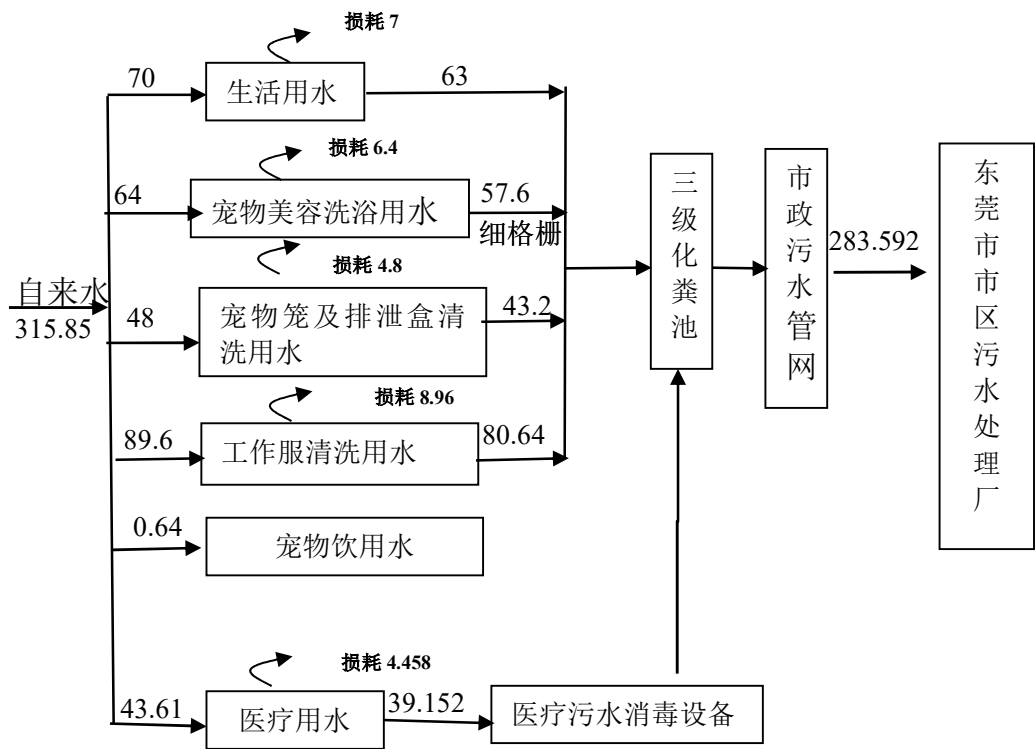 损耗 7
70
生活用水
63
损耗 6.4
64
宠物美容洗浴用水
57.6
细格栅
损耗 4.8
自来水
315.85
48
宠物笼及排泄盒清
洗用水
43.2
损耗 8.96
89.6
工作服清洗用水
80.64
0.64
宠物饮用水
损耗 4.458
43.61
医疗用水
39.152
医疗污水消毒设备
三级化粪池
市政污水管网
283.592
东莞市市区污水处理厂